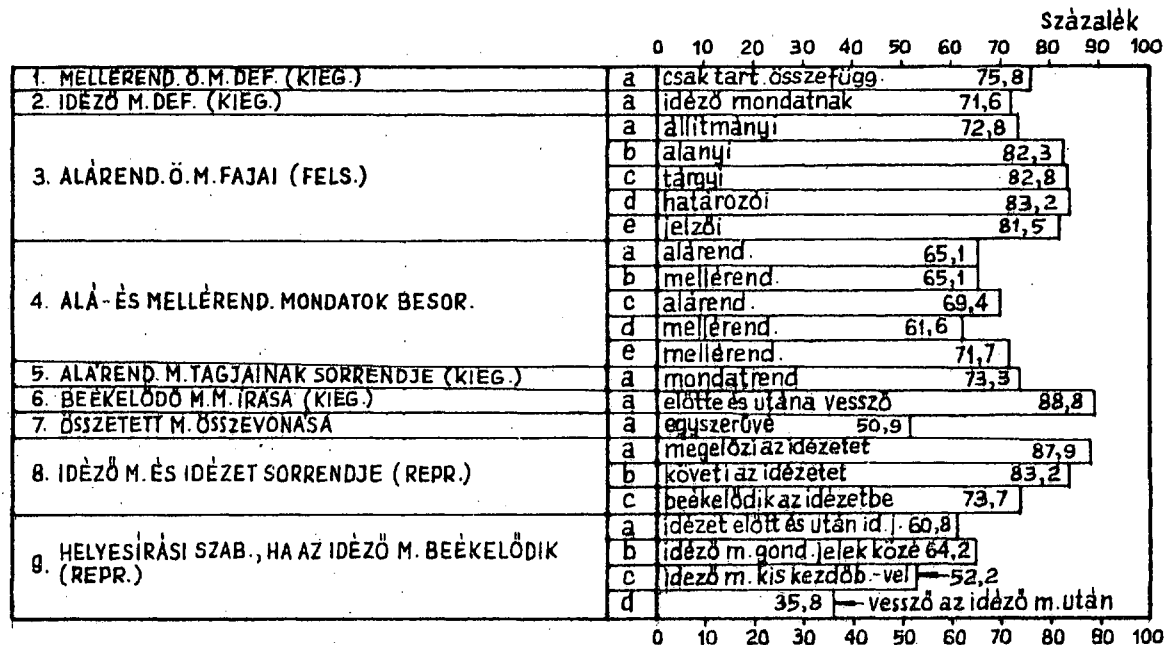 Százalék
0 10 20 30 40 50 60 70 80 90 100
1. MELLÉREND. Ö. M. DEF. (KIEG.) a csak tart. összefügg. 75,8
2. IDÉZŐ M. DEF. (KIEG.) a idéző mondatnak 71,6
3. ALÁREND. Ö. M. FAJAI (FELS.) a állítmányi 72,8
b alanyi 82,3
c tárgyi 82,8
d határozói 83,2
e jelzői 81,5
4. ALÁ- ÉS MELLÉREND. MONDATOK BESOR. a alárend. 65,1
b mellérend. 65,1
c alárend. 69,4
d mellérend. 61,6
e mellérend. 71,7
5. ALÁREND. M. TAGJAINAK SORRENDJE (KIEG.) a mondatrend 73,3
6. BEÉKELŐDŐ M. M. ÍRÁSA (KIEG.) a előtte és utána vessző 88,8
7. ÖSSZETETT M. ÖSSZEVONÁSA a egyszerűvé 50,9
8. IDÉZŐ M. ÉS IDÉZET SORRENDJE (REPR.) a megelőzi az idézetet 87,9
b követi az idézetet 83,2
c beékelődik az idézetbe 73,7
9. HELYESÍRÁSI SZAB., HA AZ IDÉZŐ M. BEÉKELŐDIK
(REPR.)
a idézet előtt és után id. j. 60,8
b idéző m. gond. jelek közé 64,2
c idéző m. kis kezdőb.-vel 52,2
d 35,8 vessző az idéző m. után
0 10 20 30 40 50 60 70 80 90 100